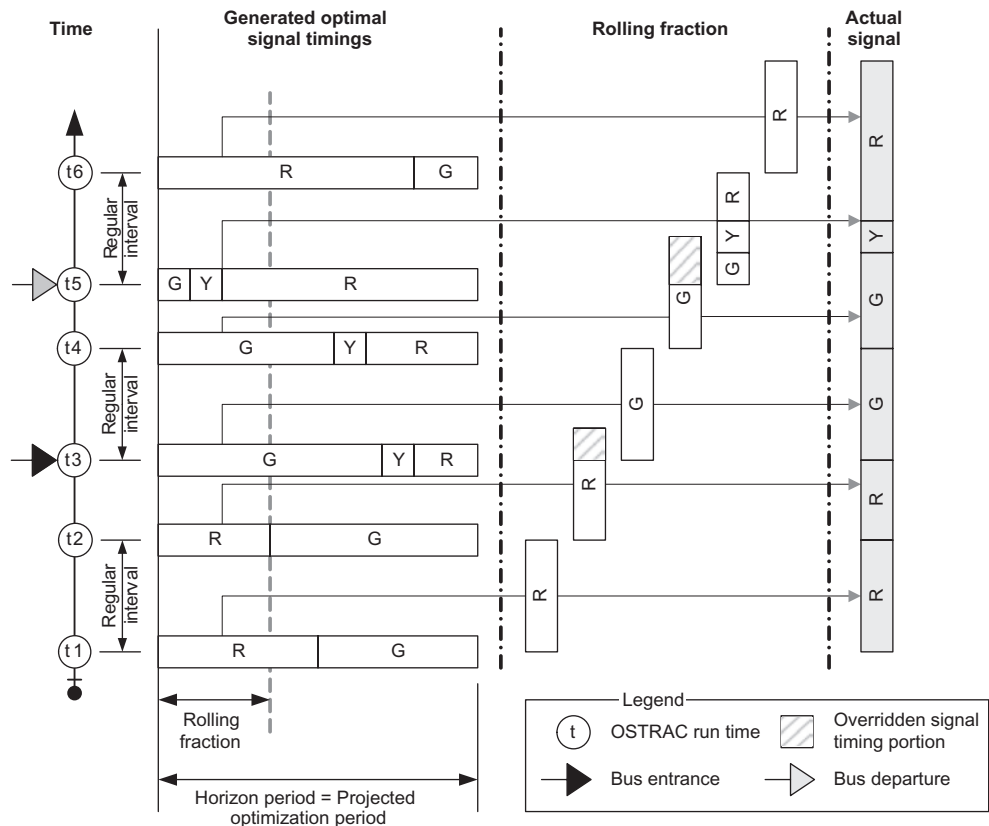 Time
Generated optimal
signal timings
Rolling fraction
Actual
signal
R
R
R
t6
R
G
R
Regular
interval
Y
Y
G
t5
G
Y
R
G
G
t4
G
Y
R
Regular
interval
G
G
t3
G
Y
R
R
R
t2
R
G
Regular
interval
R
R
t1
R
G
Rolling
fraction
Horizon period = Projected
optimization period
Legend
t
OSTRAC run time
Overridden signal
timing portion
Bus entrance
Bus departure